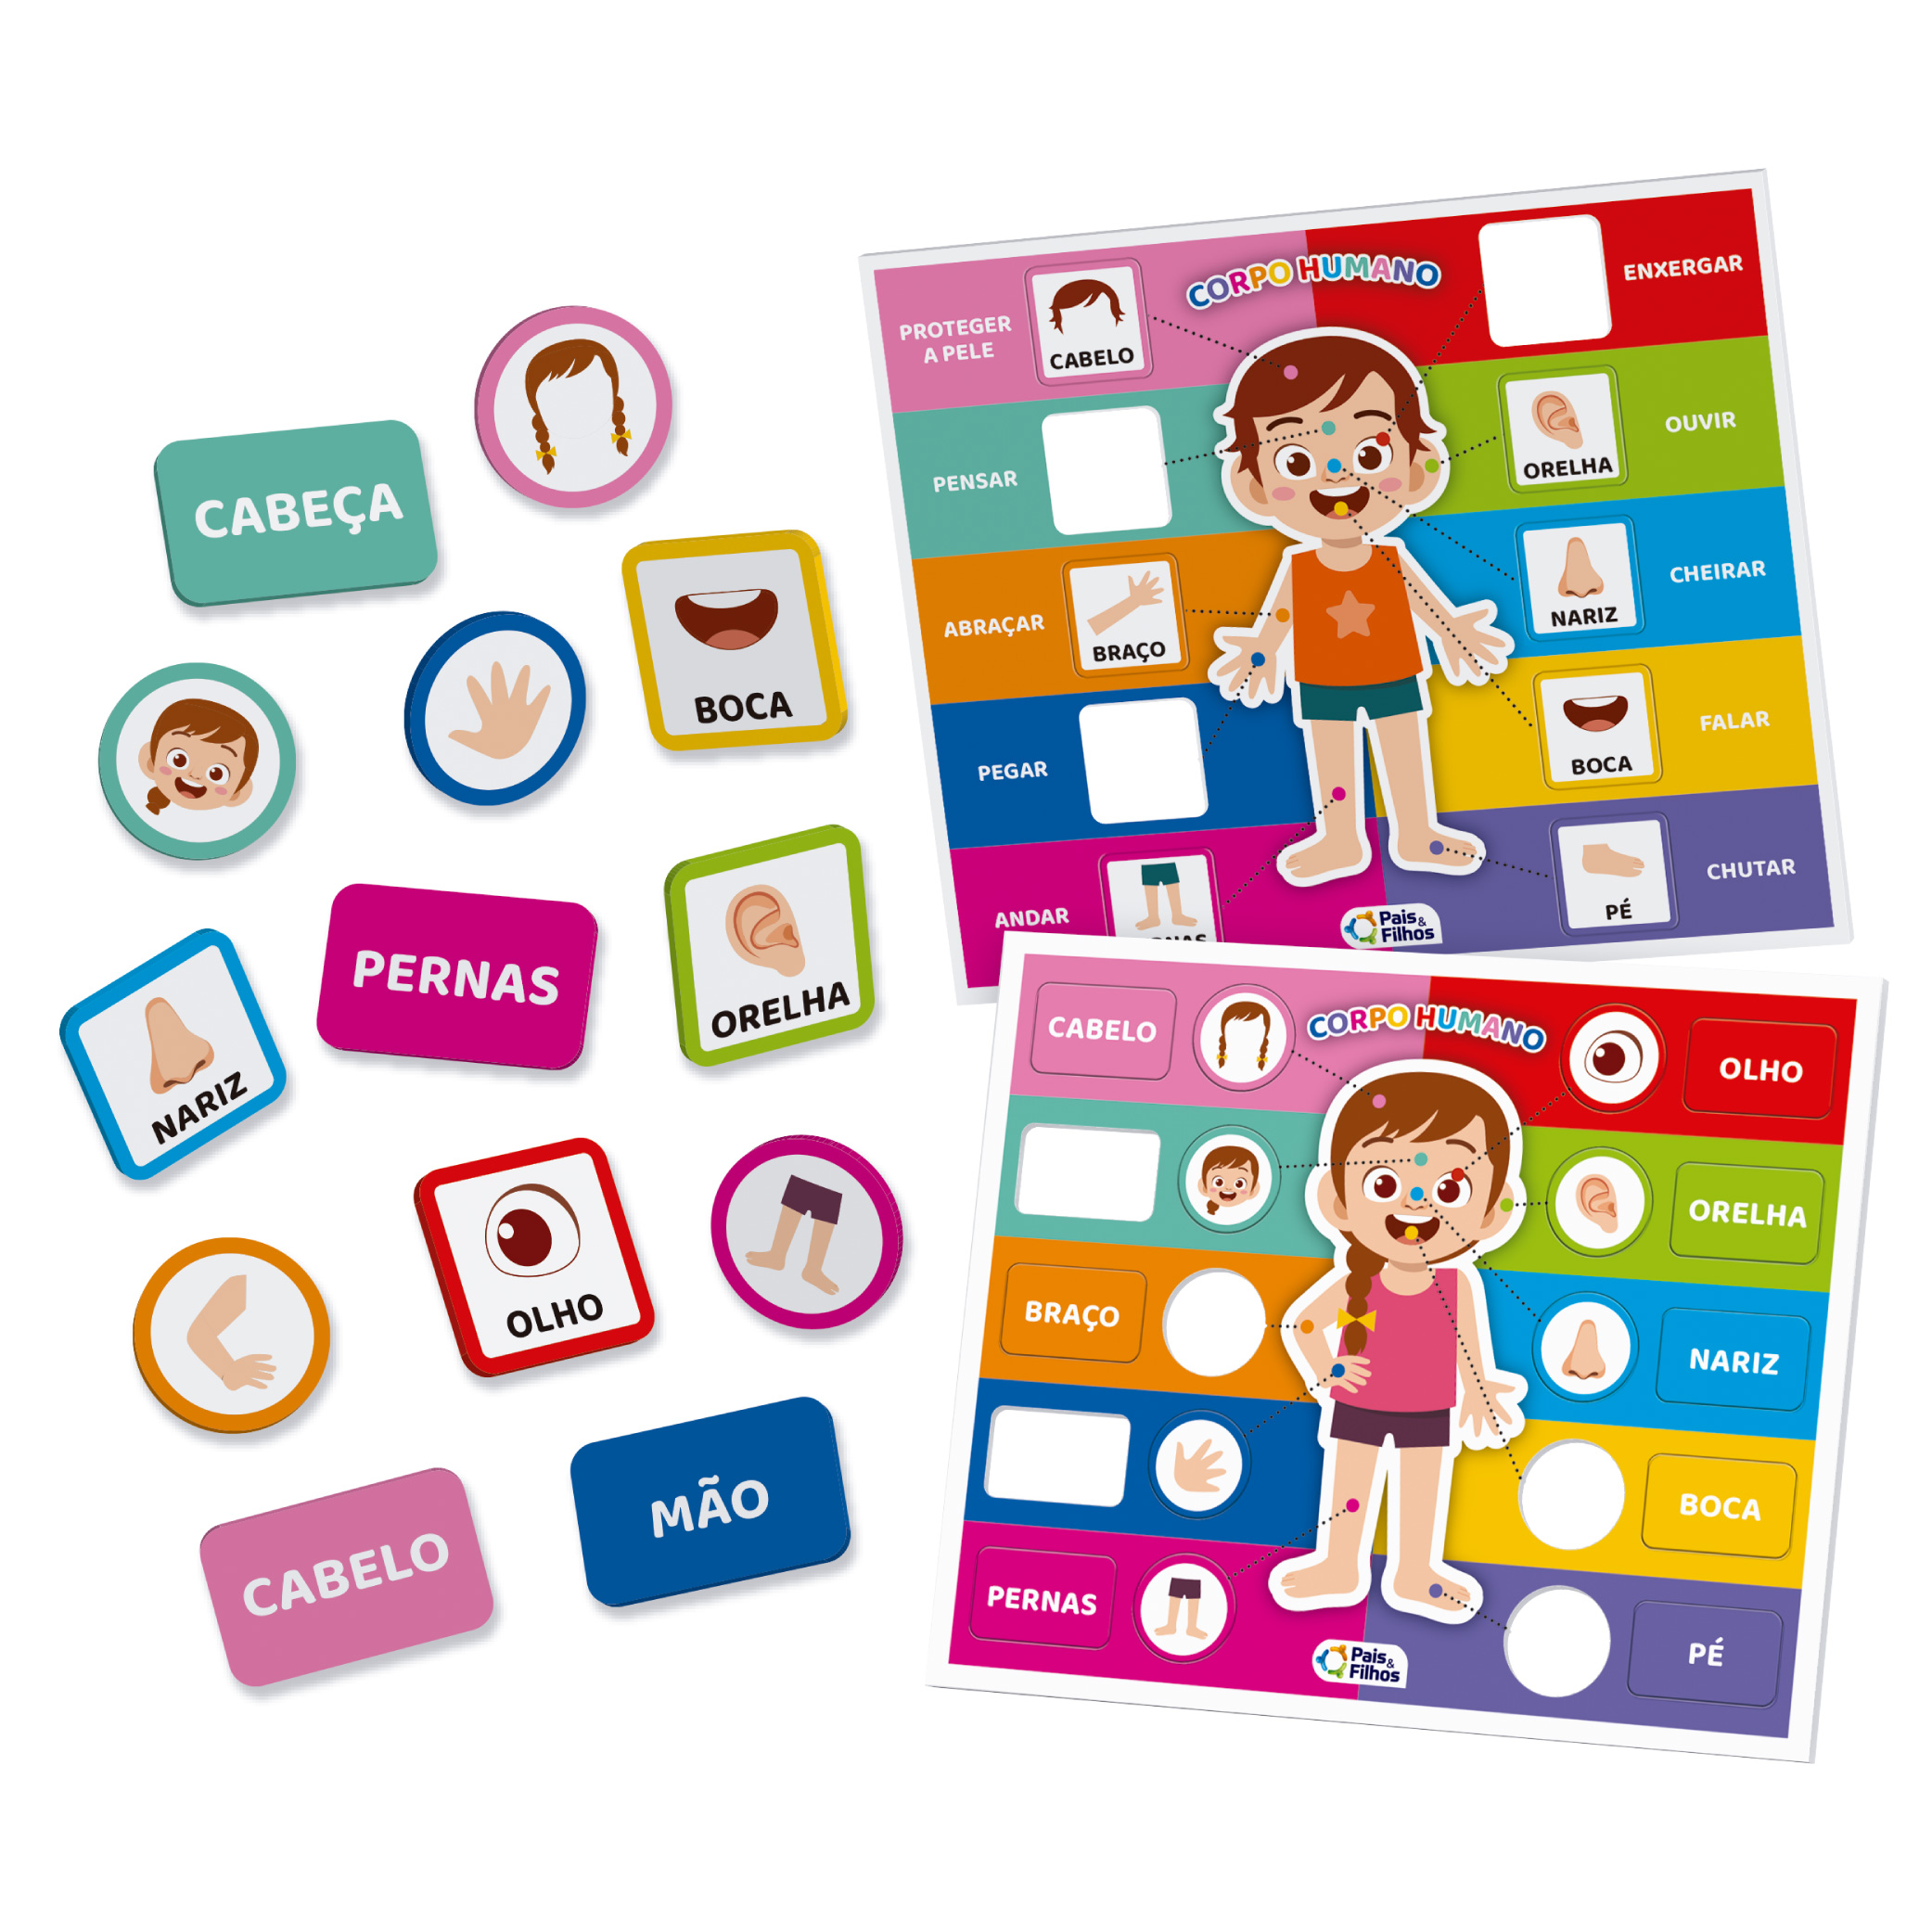 CABEÇA
BOCA
PERNAS
ORELHA
NARIZ
OLHO
CABELO
MÃO
CORPO HUMANO
PROTEGER
A PELE
CABELO
PENSAR
ABRAÇAR
BRAÇO
PEGAR
ANDAR
ENXERGAR
OUVIR
ORELHA
CHEIRAR
NARIZ
FALAR
BOCA
CHUTAR
PÉ
Pais &
Filhos
CORPO HUMANO
CABELO
BRAÇO
PERNAS
OLHO
ORELHA
NARIZ
BOCA
PÉ
Pais &
Filhos